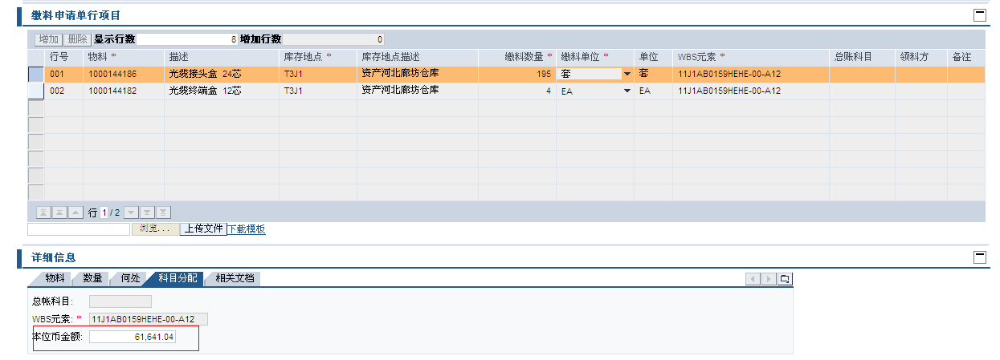 缴料申请单行项目
增加 删除 显示行数 8 增加行数 0
行号 物料 * 描述 库存地点 * 库存地点描述 缴料数量 * 缴料单位 * 单位 WBS元素 * 总账科目 领料方 备注
001 1000144186 光缆接头盒 24芯 T3J1 资产河北廊坊仓库 195 套 套 11J1AB0159HEHE-00-A12
002 1000144182 光缆终端盒 12芯 T3J1 资产河北廊坊仓库 4 EA EA 11J1AB0159HEHE-00-A12
行 1 / 2
浏览... 上传文件 下载模板
详细信息
物料 数量 何处 科目分配 相关文档
总帐科目:
WBS元素: * 11J1AB0159HEHE-00-A12
本位币金额: 61,641.04